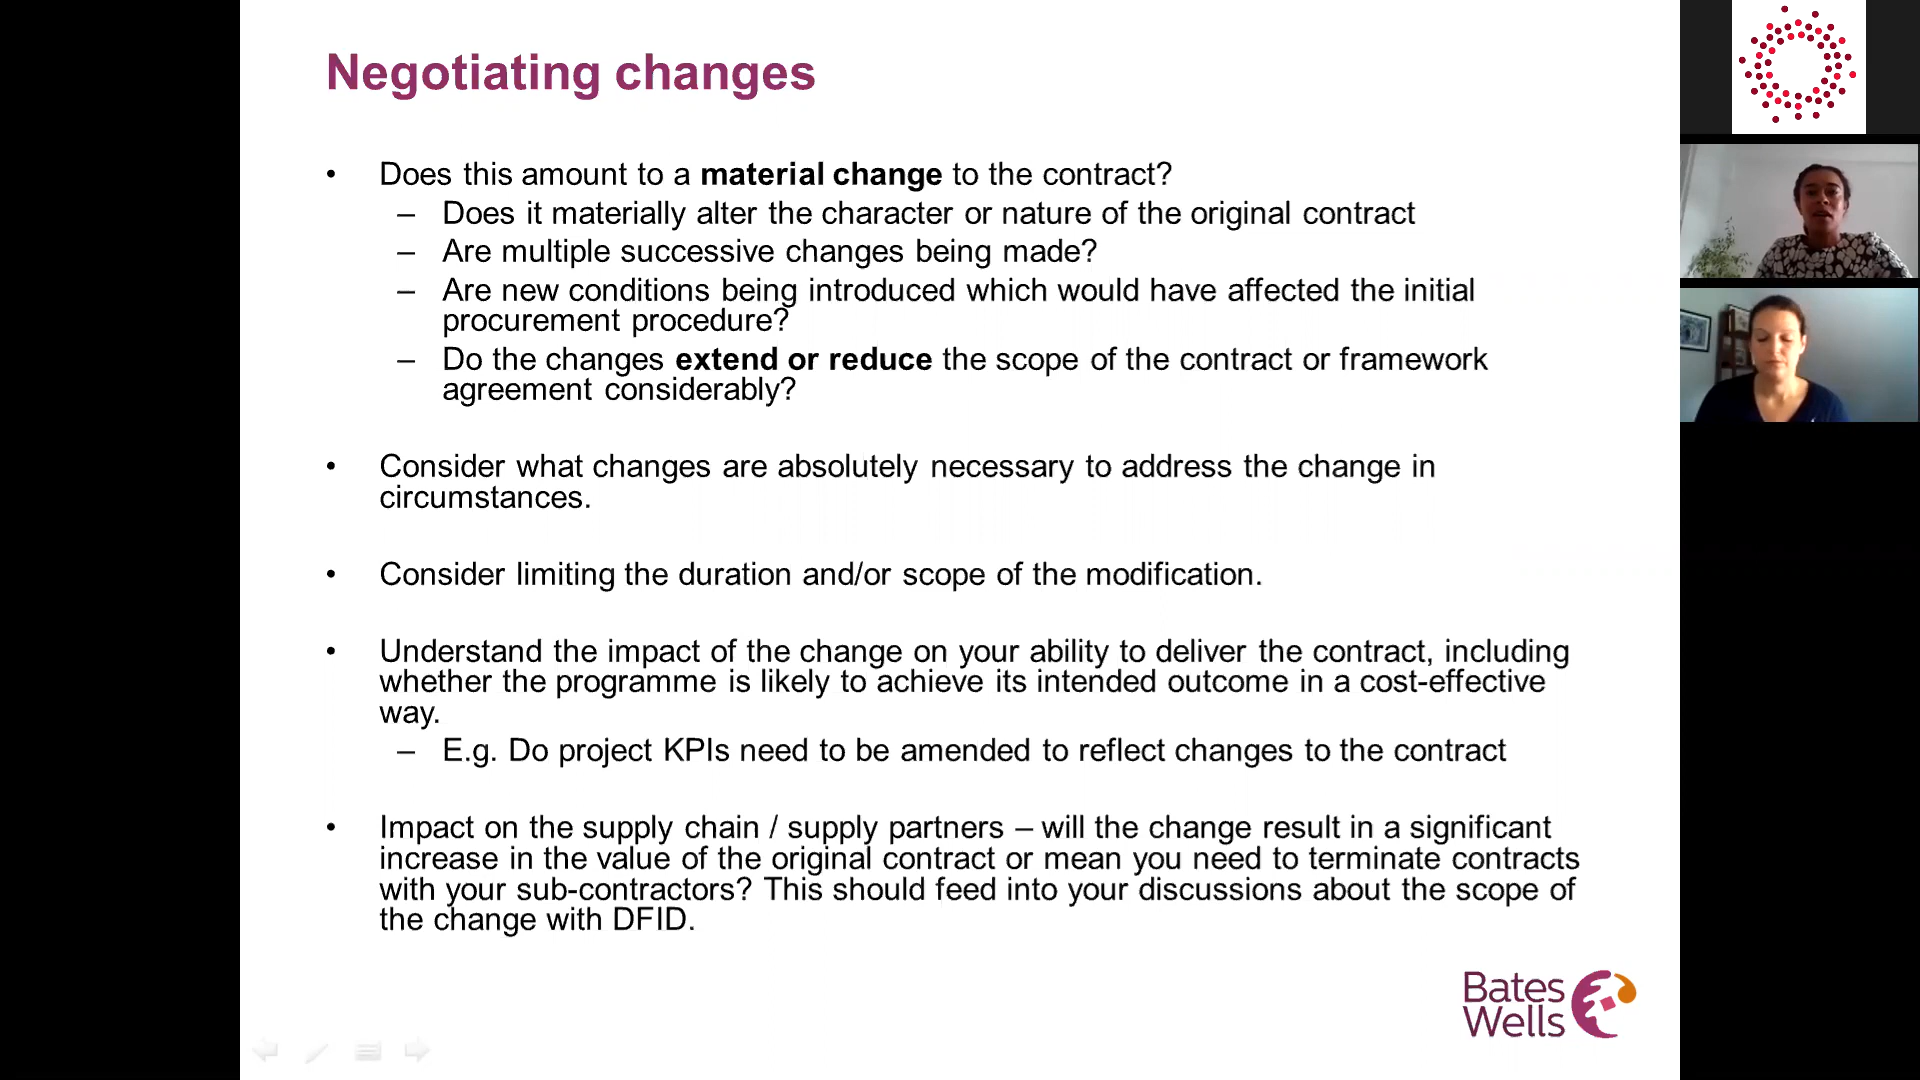 Negotiating changes
• Does this amount to a material change to the contract?
– Does it materially alter the character or nature of the original contract
– Are multiple successive changes being made?
– Are new conditions being introduced which would have affected the initial
procurement procedure?
– Do the changes extend or reduce the scope of the contract or framework
agreement considerably?
• Consider what changes are absolutely necessary to address the change in
circumstances.
• Consider limiting the duration and/or scope of the modification.
• Understand the impact of the change on your ability to deliver the contract, including
whether the programme is likely to achieve its intended outcome in a cost-effective
way.
– E.g. Do project KPIs need to be amended to reflect changes to the contract
• Impact on the supply chain / supply partners – will the change result in a significant
increase in the value of the original contract or mean you need to terminate contracts
with your sub-contractors? This should feed into your discussions about the scope of
the change with DFID.
Bates
Wells